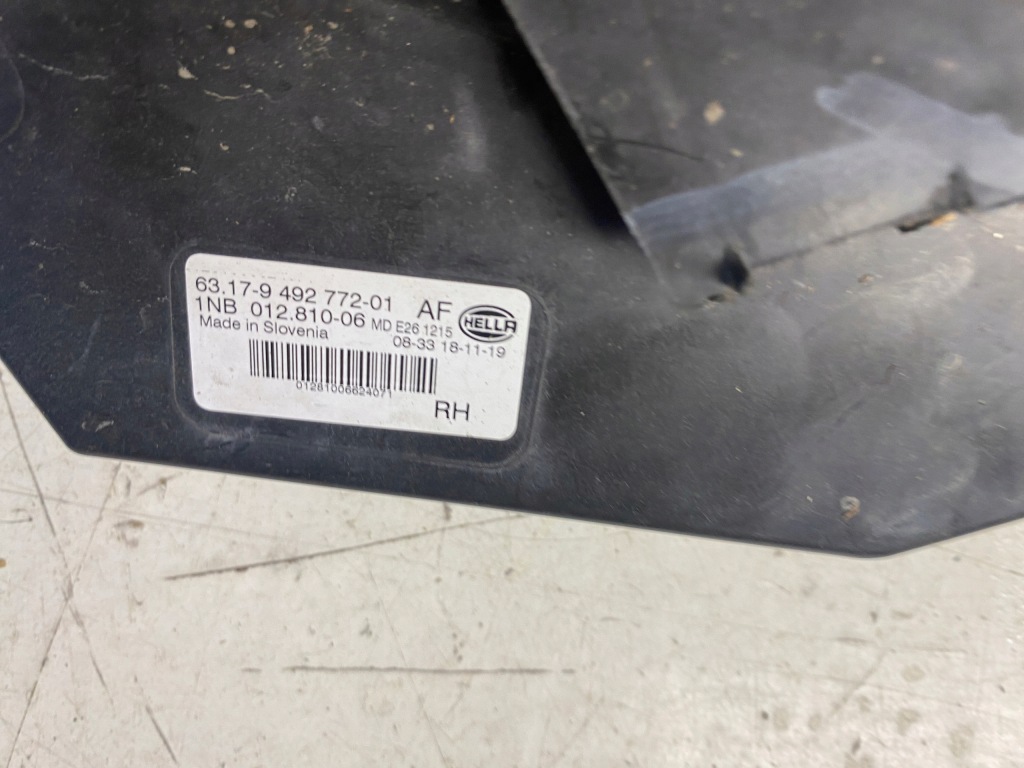 63.17-9 492 772-01 AF
1NB 012.810-06 MD E26 1215 HELLA
Made in Slovenia 08-33 18-11-19
01281006624071
RH